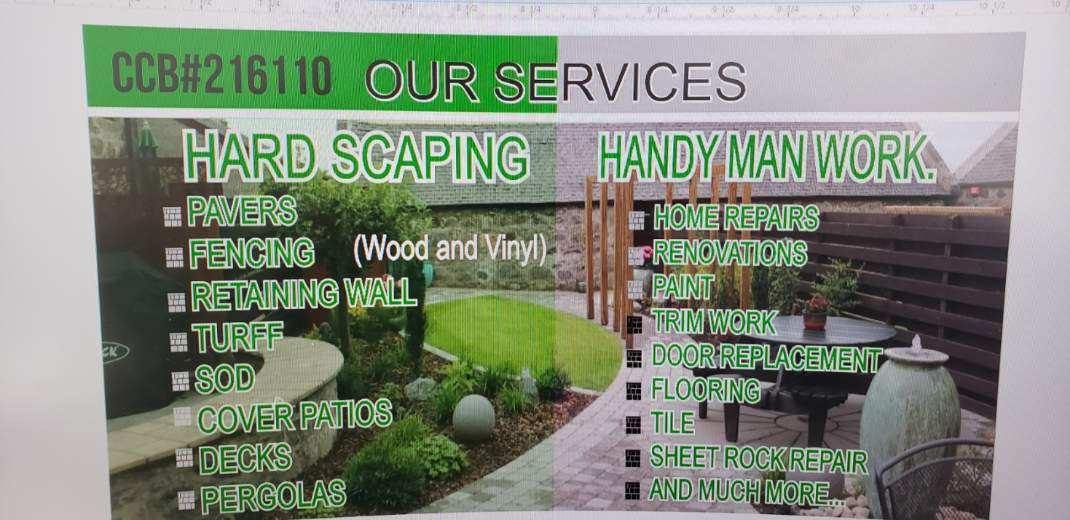 CCB#216110 OUR SERVICES
HARD SCAPING
PAVERS
FENCING (Wood and Vinyl)
RETAINING WALL
TURFF
SOD
COVER PATIOS
DECKS
PERGOLAS
HANDY MAN WORK.
HOME REPAIRS
RENOVATIONS
PAINT
TRIM WORK
DOOR REPLACEMENT
FLOORING
TILE
SHEET ROCK REPAIR
AND MUCH MORE...